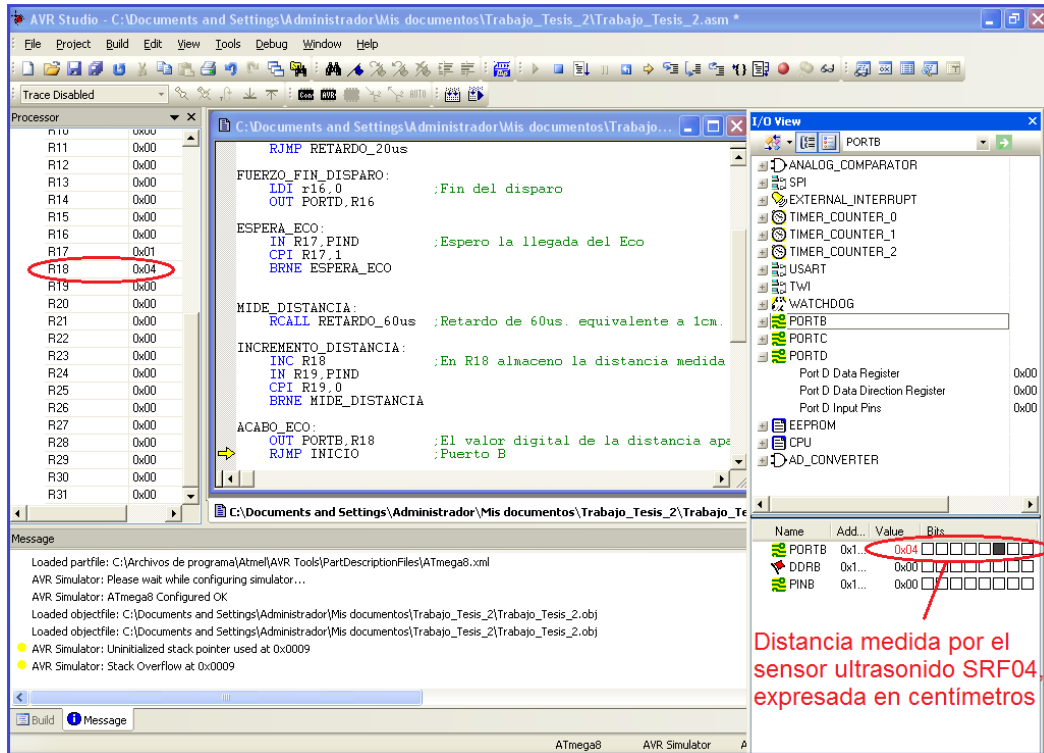 AVR Studio - C:\Documents and Settings\Administrador\Mis documentos\Trabajo_Tesis_2\Trabajo_Tesis_2.asm *
File Project Build Edit View Tools Debug Window Help
Trace Disabled
Processor
R10 0x00
R11 0x00
R12 0x00
R13 0x00
R14 0x00
R15 0x00
R16 0x00
R17 0x01
R18 0x04
R19 0x00
R20 0x00
R21 0x00
R22 0x00
R23 0x00
R24 0x00
R25 0x00
R26 0x00
R27 0x00
R28 0x00
R29 0x00
R30 0x00
R31 0x00
C:\Documents and Settings\Administrador\Mis documentos\Trabajo...
RJMP RETARDO_20us
FUERZO_FIN_DISPARO:
LDI r16,0 ;Fin del disparo
OUT PORTD,R16
ESPERA_ECO:
IN R17,PIND ;Espero la llegada del Eco
CPI R17,1
BRNE ESPERA_ECO
MIDE_DISTANCIA:
RCALL RETARDO_60us ;Retardo de 60us. equivalente a 1cm.
INCREMENTO_DISTANCIA:
INC R18 ;En R18 almaceno la distancia medida
IN R19,PIND
CPI R19,0
BRNE MIDE_DISTANCIA
ACABO_ECO:
OUT PORTB,R18 ;El valor digital de la distancia apa
RJMP INICIO ;Puerto B
C:\Documents and Settings\Administrador\Mis documentos\Trabajo_Tesis_2\Trabajo_Te
I/O View
PORTB
ANALOG_COMPARATOR
SPI
EXTERNAL_INTERRUPT
TIMER_COUNTER_0
TIMER_COUNTER_1
TIMER_COUNTER_2
USART
TWI
WATCHDOG
PORTB
PORTC
PORTD
Port D Data Register 0x00
Port D Data Direction Register 0x00
Port D Input Pins 0x00
EEPROM
CPU
AD_CONVERTER
Name Add... Value Bits
PORTB 0x1... 0x04
DDRB 0x1... 0x00
PINB 0x1... 0x00
Distancia medida por el
sensor ultrasonido SRF04,
expresada en centímetros
Message
Loaded partfile: C:\Archivos de programa\Atmel\AVR Tools\PartDescriptionFiles\ATmega8.xml
AVR Simulator: Please wait while configuring simulator...
AVR Simulator: ATmega8 Configured OK
Loaded objectfile: C:\Documents and Settings\Administrador\Mis documentos\Trabajo_Tesis_2\Trabajo_Tesis_2.obj
Loaded objectfile: C:\Documents and Settings\Administrador\Mis documentos\Trabajo_Tesis_2\Trabajo_Tesis_2.obj
AVR Simulator: Uninitialized stack pointer used at 0x0009
AVR Simulator: Stack Overflow at 0x0009
Build Message
ATmega8 AVR Simulator A